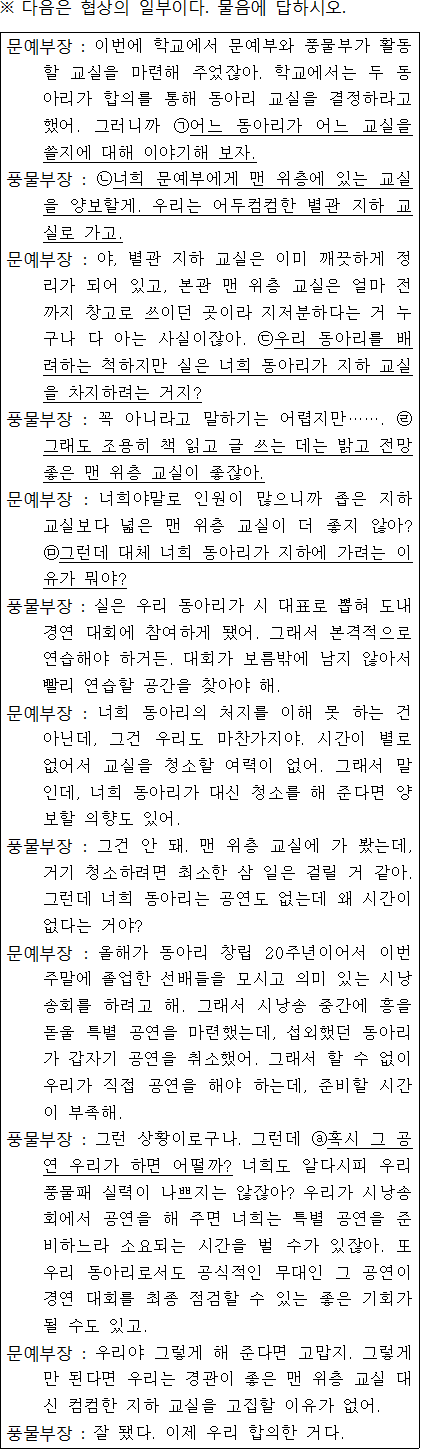 ※ 다음은 협상의 일부이다. 물음에 답하시오.
문예부장 : 이번에 학교에서 문예부와 풍물부가 활동
할 교실을 마련해 주었잖아. 학교에서는 두 동
아리가 합의를 통해 동아리 교실을 결정하라고
했어. 그러니까 ㉠어느 동아리가 어느 교실을
쓸지에 대해 이야기해 보자.
풍물부장 : ㉡너희 문예부에게 맨 위층에 있는 교실
을 양보할게. 우리는 어두컴컴한 별관 지하 교
실로 가고.
문예부장 : 야, 별관 지하 교실은 이미 깨끗하게 정
리가 되어 있고, 본관 맨 위층 교실은 얼마 전
까지 창고로 쓰이던 곳이라 지저분하다는 거 누
구나 다 아는 사실이잖아. ㉢우리 동아리를 배
려하는 척하지만 실은 너희 동아리가 지하 교실
을 차지하려는 거지?
풍물부장 : 꼭 아니라고 말하기는 어렵지만……. ㉣
그래도 조용히 책 읽고 글 쓰는 데는 밝고 전망
좋은 맨 위층 교실이 좋잖아.
문예부장 : 너희야말로 인원이 많으니까 좁은 지하
교실보다 넓은 맨 위층 교실이 더 좋지 않아?
㉤그런데 대체 너희 동아리가 지하에 가려는 이
유가 뭐야?
풍물부장 : 실은 우리 동아리가 시 대표로 뽑혀 도내
경연 대회에 참여하게 됐어. 그래서 본격적으로
연습해야 하거든. 대회가 보름밖에 남지 않아서
빨리 연습할 공간을 찾아야 해.
문예부장 : 너희 동아리의 처지를 이해 못 하는 건
아닌데, 그건 우리도 마찬가지야. 시간이 별로
없어서 교실을 청소할 여력이 없어. 그래서 말
인데, 너희 동아리가 대신 청소를 해 준다면 양
보할 의향도 있어.
풍물부장 : 그건 안 돼. 맨 위층 교실에 가 봤는데,
거기 청소하려면 최소한 삼 일은 걸릴 거 같아.
그런데 너희 동아리는 공연도 없는데 왜 시간이
없다는 거야?
문예부장 : 올해가 동아리 창립 20주년이어서 이번
주말에 졸업한 선배들을 모시고 의미 있는 시낭
송회를 하려고 해. 그래서 시낭송 중간에 흥을
돋울 특별 공연을 마련했는데, 섭외했던 동아리
가 갑자기 공연을 취소했어. 그래서 할 수 없이
우리가 직접 공연을 해야 하는데, 준비할 시간
이 부족해.
풍물부장 : 그런 상황이로구나. 그런데 ⓐ혹시 그 공
연 우리가 하면 어떨까? 너희도 알다시피 우리
풍물패 실력이 나쁘지는 않잖아? 우리가 시낭송
회에서 공연을 해 주면 너희는 특별 공연을 준
비하느라 소요되는 시간을 벌 수가 있잖아. 또
우리 동아리로서도 공식적인 무대인 그 공연이
경연 대회를 최종 점검할 수 있는 좋은 기회가
될 수도 있고.
문예부장 : 우리야 그렇게 해 준다면 고맙지. 그렇게
만 된다면 우리는 경관이 좋은 맨 위층 교실 대
신 컴컴한 지하 교실을 고집할 이유가 없어.
풍물부장 : 잘 됐다. 이제 우리 합의한 거다.